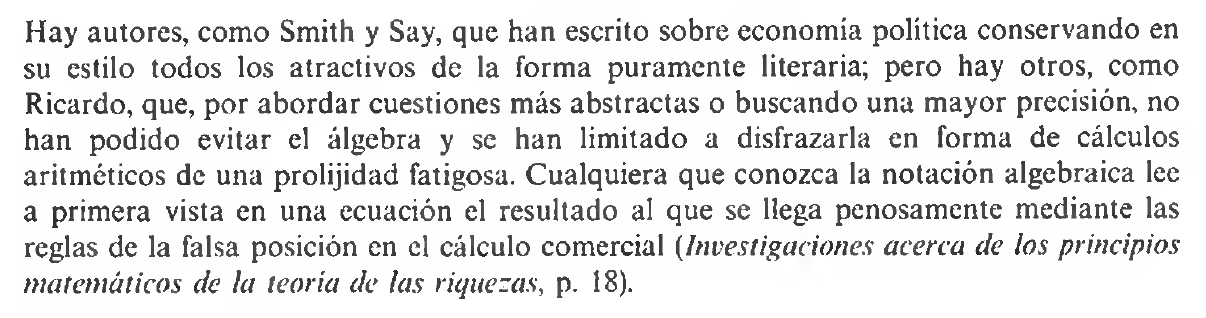 Hay autores, como Smith y Say, que han escrito sobre economía política conservando en
su estilo todos los atractivos de la forma puramente literaria; pero hay otros, como
Ricardo, que, por abordar cuestiones más abstractas o buscando una mayor precisión, no
han podido evitar el álgebra y se han limitado a disfrazarla en forma de cálculos
aritméticos de una prolijidad fatigosa. Cualquiera que conozca la notación algebraica lee
a primera vista en una ecuación el resultado al que se llega penosamente mediante las
reglas de la falsa posición en el cálculo comercial (Investigaciones acerca de los principios
matemáticos de la teoría de las riquezas, p. 18).